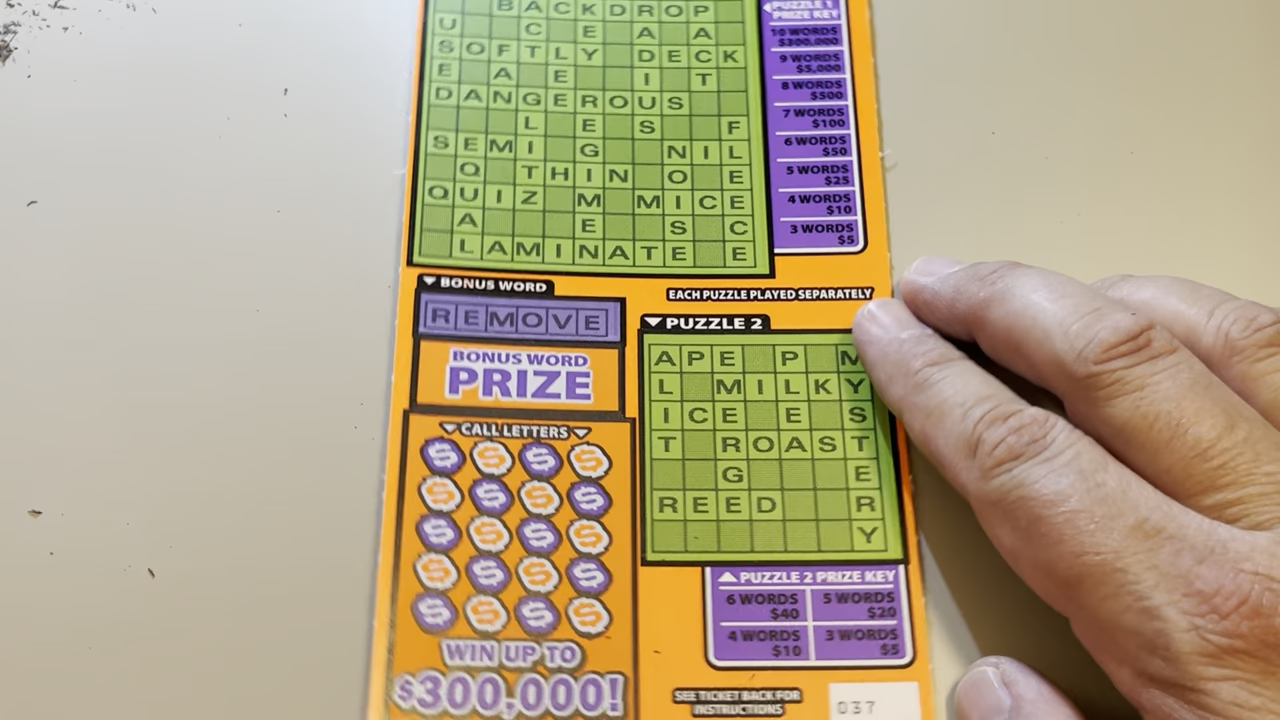 BACKDROP
U C E A A
SOFTLY DECK
E A E I T
DANGEROUS
L E S F
SEMI G NIL
Q THIN O E
QUIZ M MICE
A E S C
LAMINATE E
◀PUZZLE 1
PRIZE KEY
10 WORDS
$300,000
9 WORDS
$5,000
8 WORDS
$500
7 WORDS
$100
6 WORDS
$50
5 WORDS
$25
4 WORDS
$10
3 WORDS
$5
▼ BONUS WORD
REMOVE
BONUS WORD
PRIZE
EACH PUZZLE PLAYED SEPARATELY
▼ PUZZLE 2
APE P M
L MILKY
ICE E S
T ROAST
G E
REED R
Y
▲ PUZZLE 2 PRIZE KEY
6 WORDS
$40
5 WORDS
$20
4 WORDS
$10
3 WORDS
$5
▼ CALL LETTERS ▼
$ $ $ $
$ $ $ $
$ $ $ $
$ $ $ $
$ $ $ $
WIN UP TO
$300,000!
SEE TICKET BACK FOR
INSTRUCTIONS
037